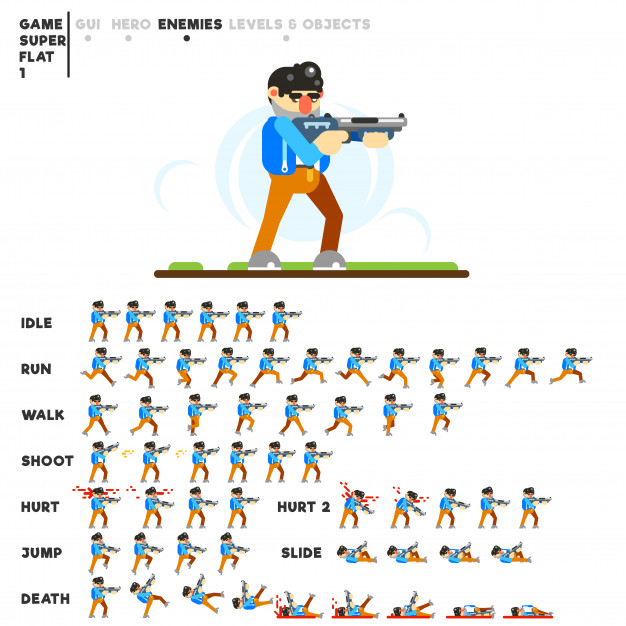 GAME
SUPER
FLAT
1
GUI HERO ENEMIES LEVELS & OBJECTS
IDLE
RUN
WALK
SHOOT
HURT
HURT 2
JUMP
SLIDE
DEATH